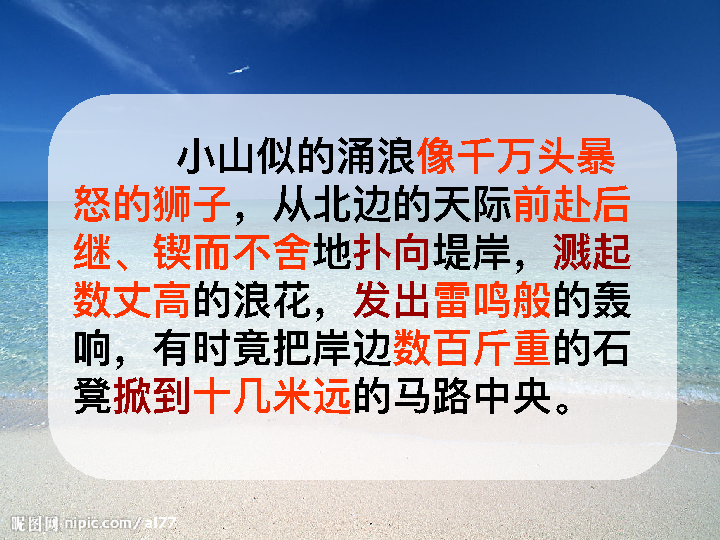 小山似的涌浪像千万头暴
怒的狮子，从北边的天际前赴后
继、锲而不舍地扑向堤岸，溅起
数丈高的浪花，发出雷鸣般的轰
响，有时竟把岸边数百斤重的石
凳掀到十几米远的马路中央。
昵图网 nipic.com/al77